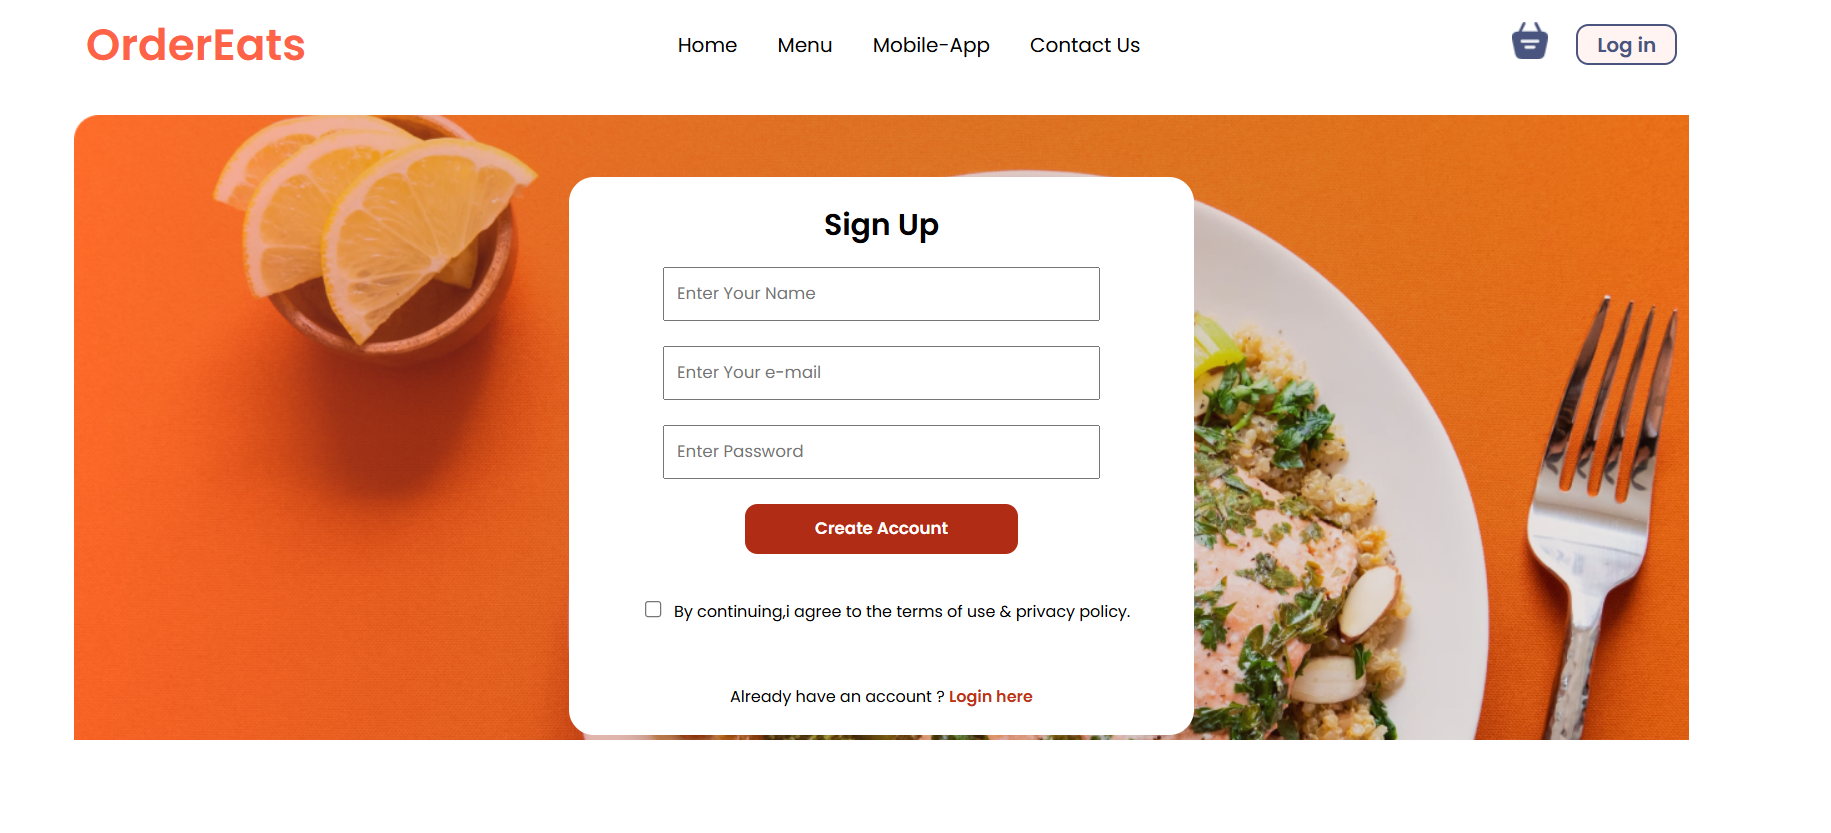 OrderEats
Home Menu Mobile-App Contact Us
Log in
Sign Up
Enter Your Name
Enter Your e-mail
Enter Password
Create Account
By continuing,i agree to the terms of use & privacy policy.
Already have an account ? Login here